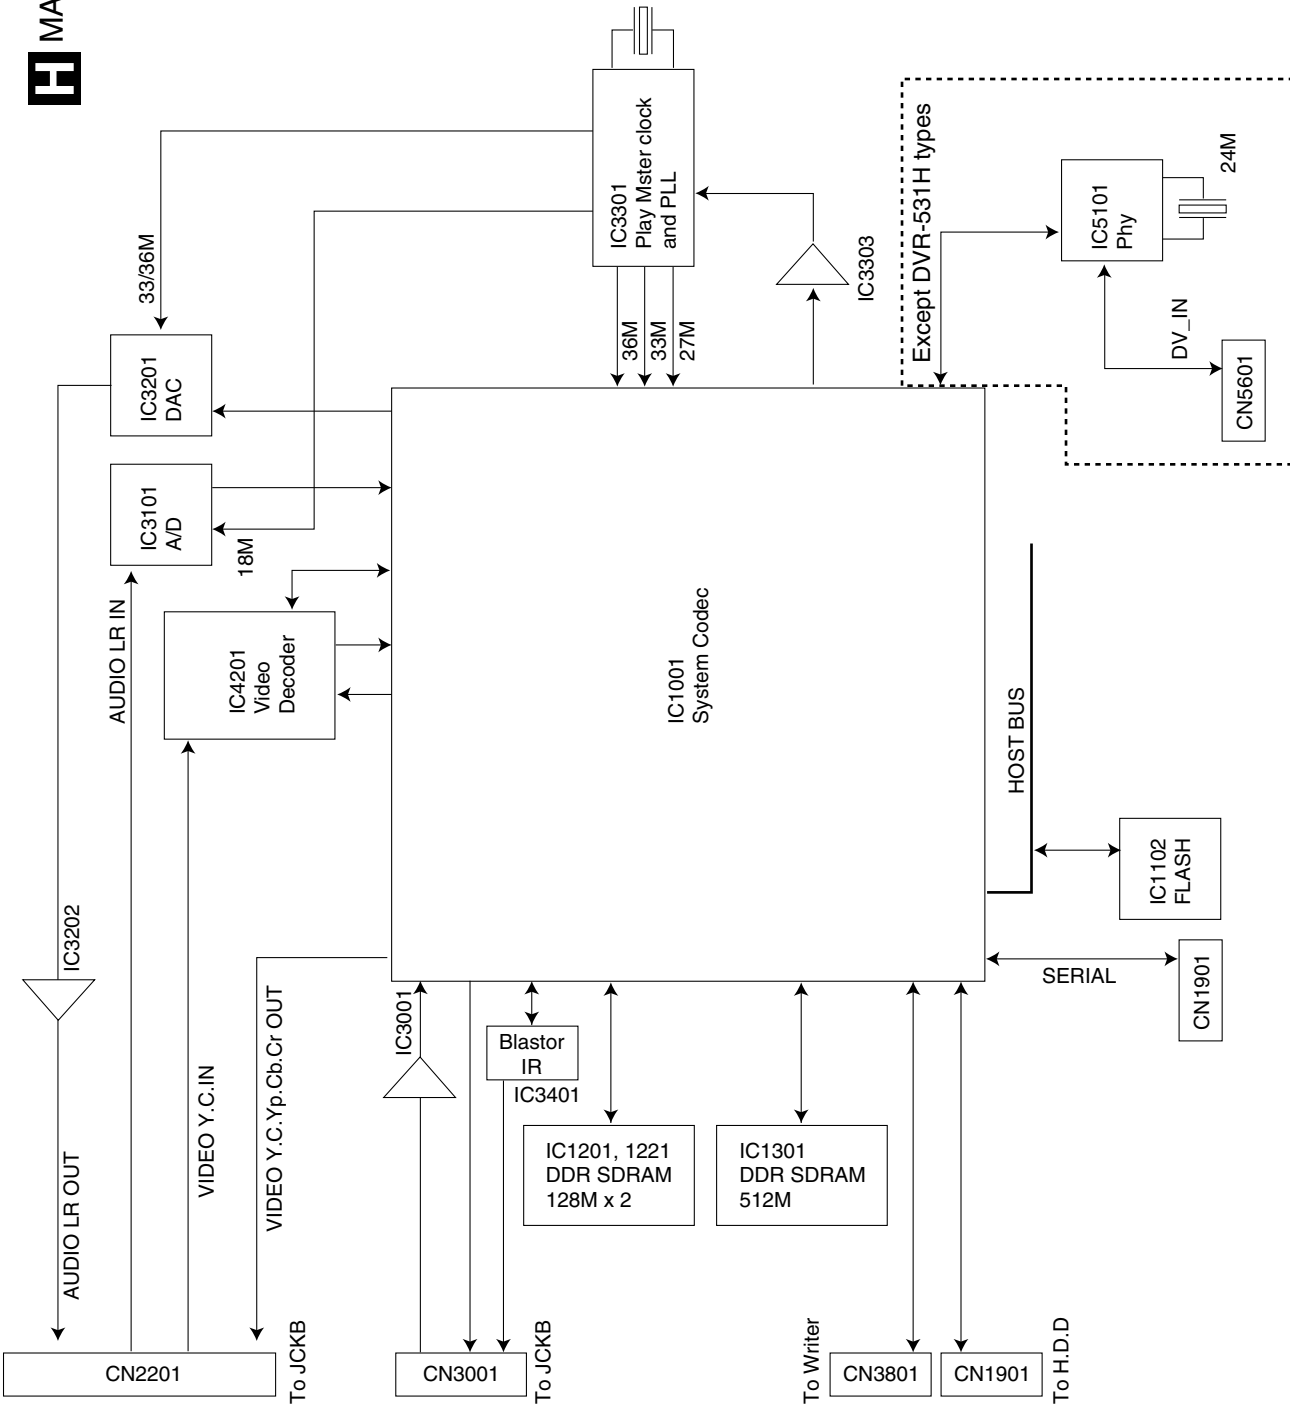 H MA
33/36M
IC3301
Play Mster clock
and PLL
IC3303
Except DVR-531H types
IC5101
Phy
24M
DV_IN
CN5601
IC3201
DAC
IC3101
A/D
18M
36M
33M
27M
AUDIO LR IN
IC4201
Video
Decoder
IC1001
System Codec
HOST BUS
IC1102
FLASH
IC3202
AUDIO LR OUT
VIDEO Y.C.IN
VIDEO Y.C.Yp.Cb.Cr OUT
IC3001
Blastor
IR
IC3401
IC1201, 1221
DDR SDRAM
128M x 2
IC1301
DDR SDRAM
512M
SERIAL
CN1901
CN2201
To JCKB
CN3001
To JCKB
To Writer
CN3801
CN1901
To H.D.D